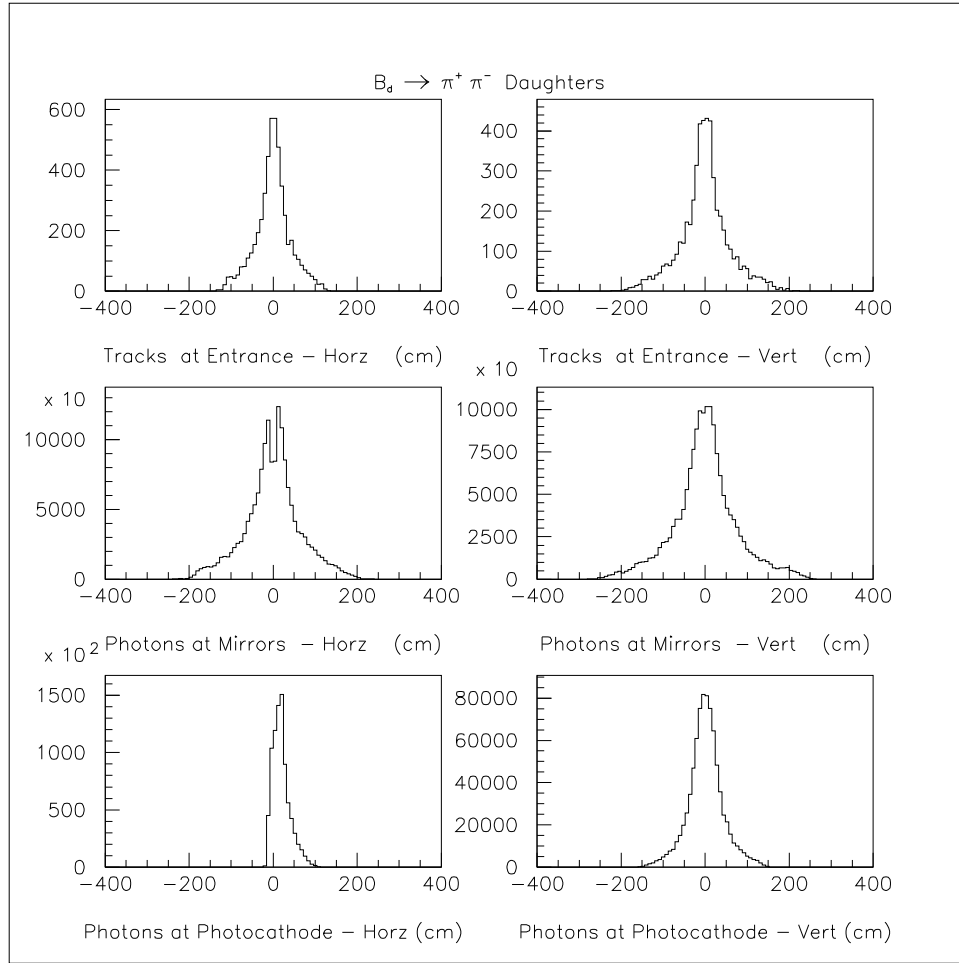 B_d → π⁺ π⁻ Daughters
600
400
200
0
−400 −200 0 200 400
Tracks at Entrance − Horz (cm)
400
300
200
100
0
−400 −200 0 200 400
Tracks at Entrance − Vert (cm)
x 10
10000
5000
0
−400 −200 0 200 400
Photons at Mirrors − Horz (cm)
x 10
10000
7500
5000
2500
0
−400 −200 0 200 400
Photons at Mirrors − Vert (cm)
x 10²
1500
1000
500
0
−400 −200 0 200 400
Photons at Photocathode − Horz (cm)
80000
60000
40000
20000
0
−400 −200 0 200 400
Photons at Photocathode − Vert (cm)